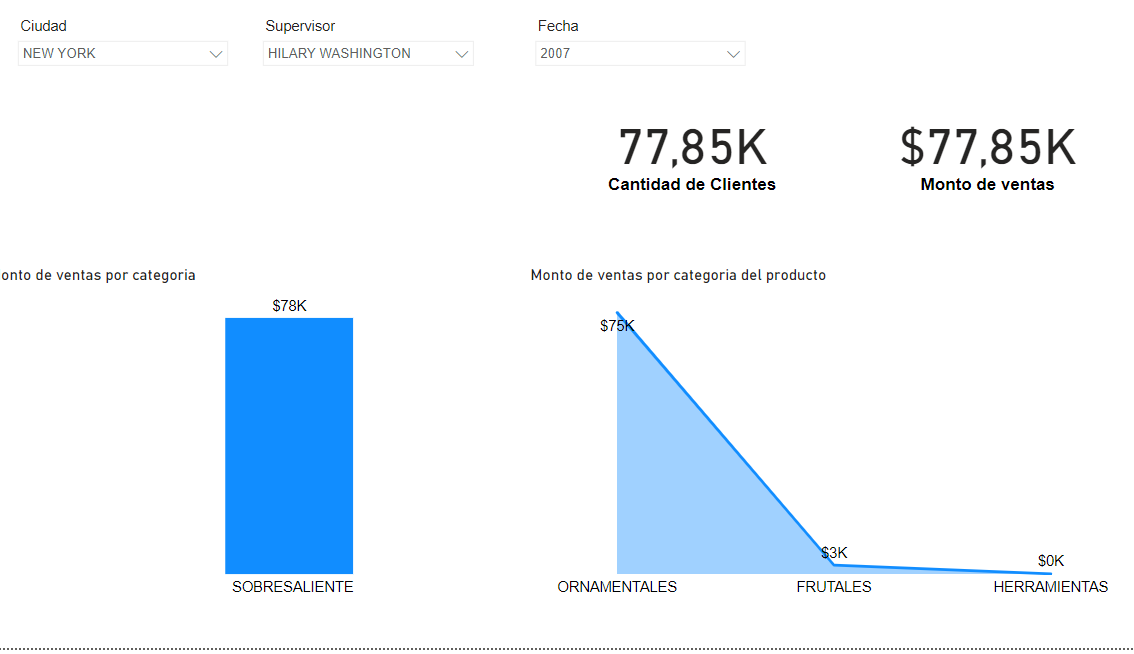 Ciudad
Supervisor
Fecha
NEW YORK
HILARY WASHINGTON
2007
77,85K
Cantidad de Clientes
$77,85K
Monto de ventas
onto de ventas por categoria
$78K
SOBRESALIENTE
Monto de ventas por categoria del producto
$75K
$3K
$0K
ORNAMENTALES
FRUTALES
HERRAMIENTAS